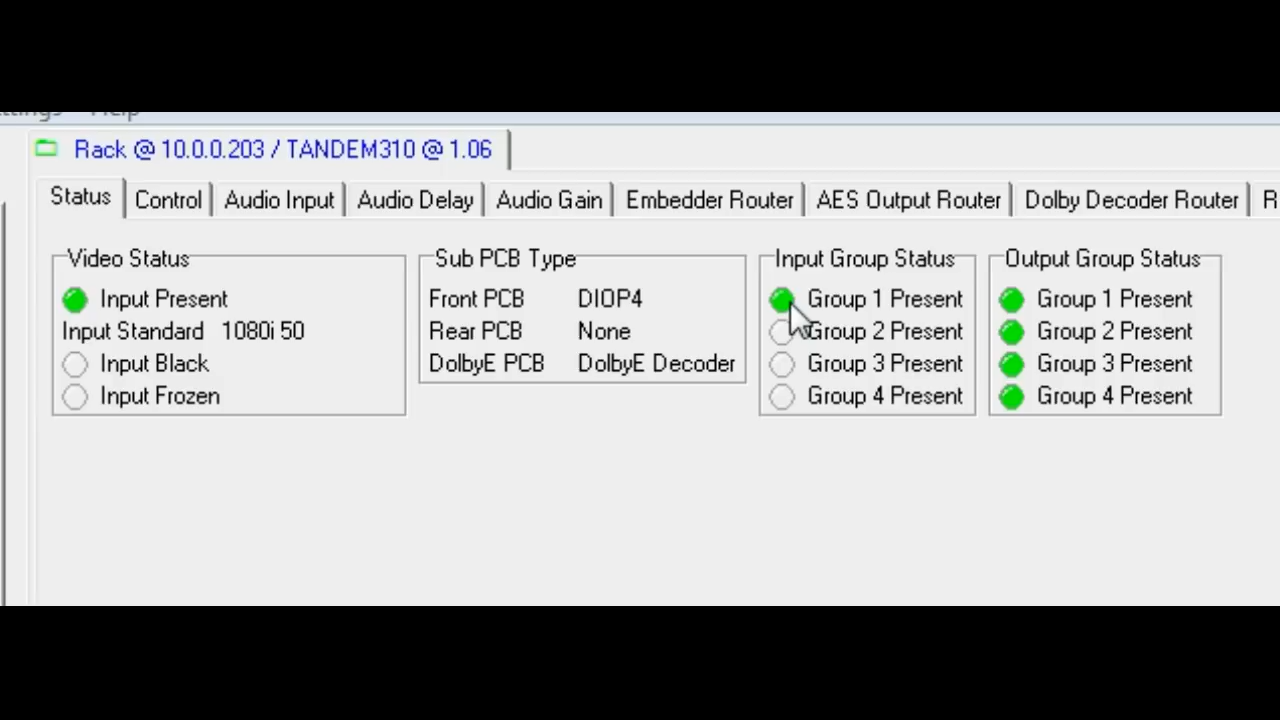 Help
Rack @ 10.0.0.203 / TANDEM310 @ 1.06
Status Control Audio Input Audio Delay Audio Gain Embedder Router AES Output Router Dolby Decoder Router R
Video Status
Input Present
Input Standard 1080i 50
Input Black
Input Frozen
Sub PCB Type
Front PCB DIOP4
Rear PCB None
DolbyE PCB DolbyE Decoder
Input Group Status
Group 1 Present
Group 2 Present
Group 3 Present
Group 4 Present
Output Group Status
Group 1 Present
Group 2 Present
Group 3 Present
Group 4 Present